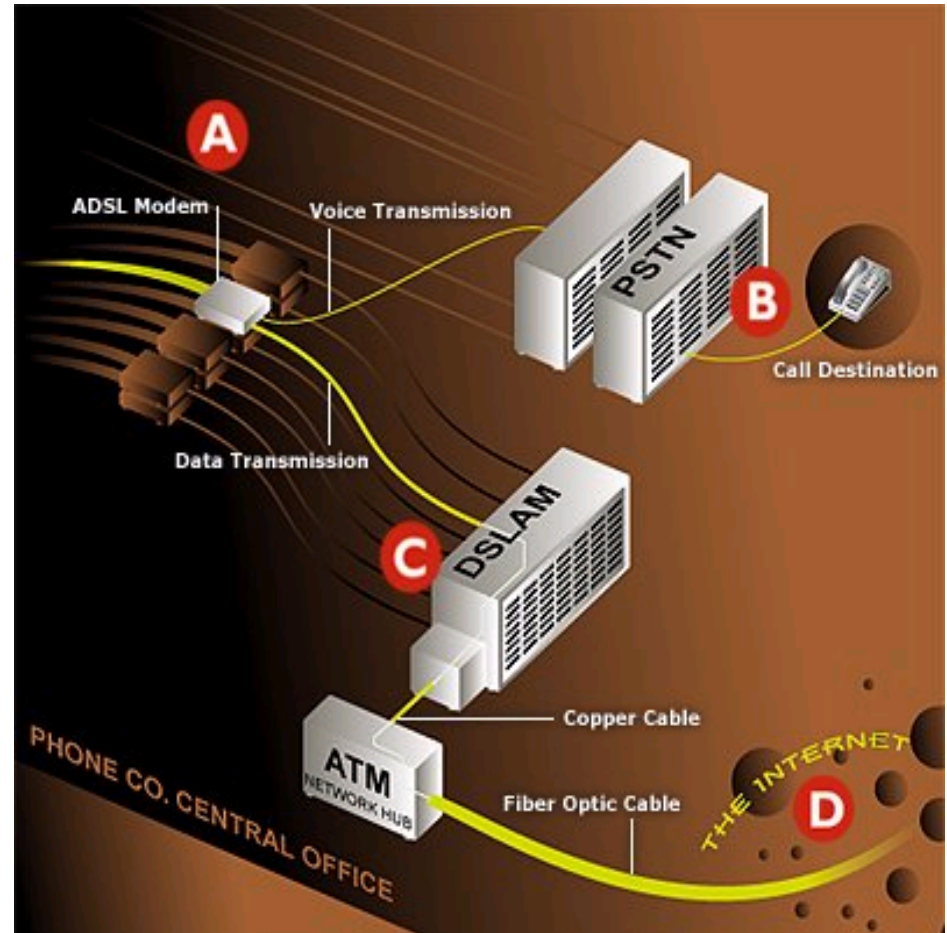 A
ADSL Modem
Voice Transmission
PSTN
B
Call Destination
Data Transmission
C
DSLAM
Copper Cable
ATM
NETWORK HUB
PHONE CO. CENTRAL OFFICE
Fiber Optic Cable
THE INTERNET
D